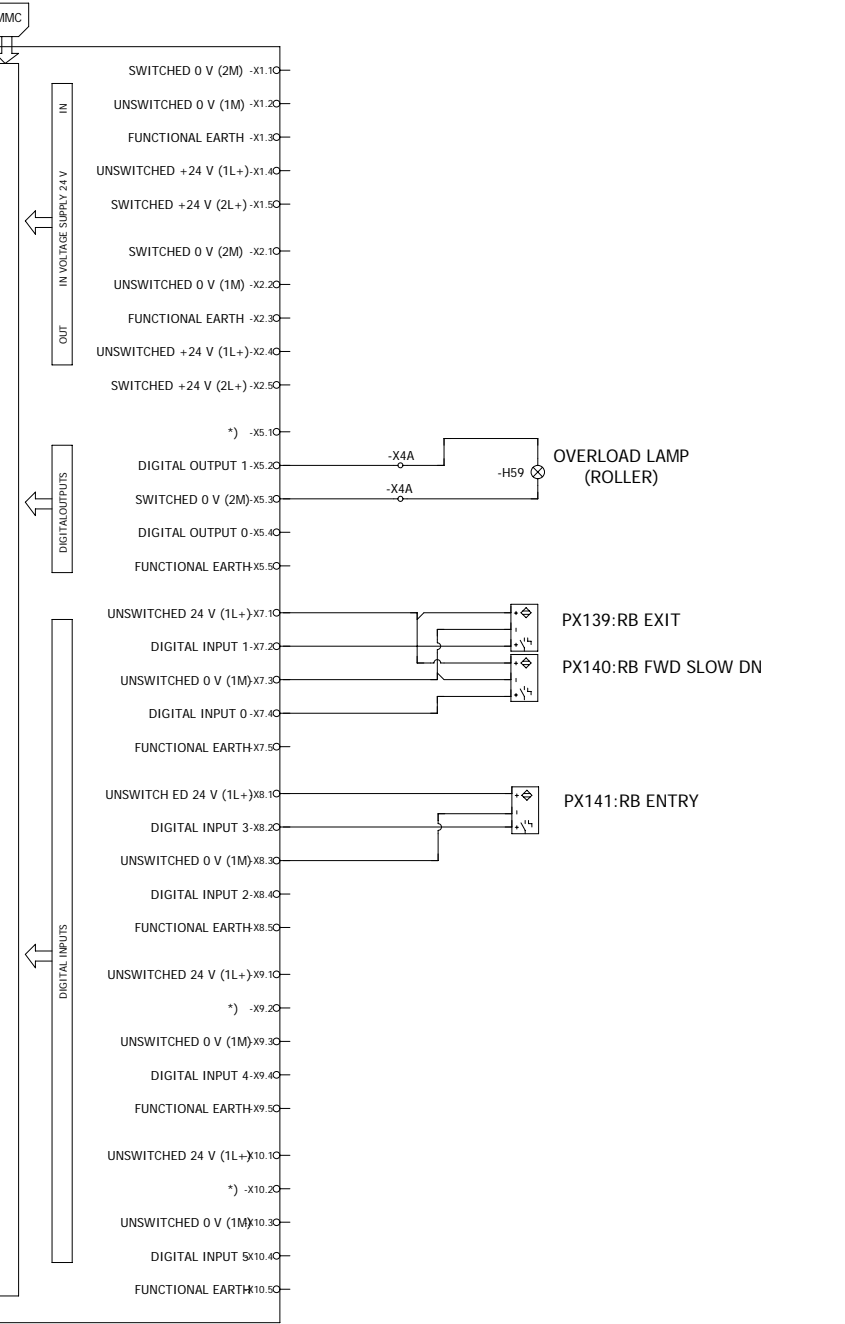 MMC
SWITCHED 0 V (2M) -X1.1
UNSWITCHED 0 V (1M) -X1.2
FUNCTIONAL EARTH -X1.3
UNSWITCHED +24 V (1L+)-X1.4
SWITCHED +24 V (2L+) -X1.5
SWITCHED 0 V (2M) -X2.1
UNSWITCHED 0 V (1M) -X2.2
FUNCTIONAL EARTH -X2.3
UNSWITCHED +24 V (1L+)-X2.4
SWITCHED +24 V (2L+) -X2.5
IN
IN VOLTAGE SUPPLY 24 V
OUT
*) -X5.1
DIGITAL OUTPUT 1-X5.2
SWITCHED 0 V (2M)-X5.3
DIGITAL OUTPUT 0-X5.4
FUNCTIONAL EARTH-X5.5
DIGITALOUTPUTS
-X4A
-X4A
-H59
OVERLOAD LAMP
(ROLLER)
UNSWITCHED 24 V (1L+)-X7.1
DIGITAL INPUT 1-X7.2
UNSWITCHED 0 V (1M)-X7.3
DIGITAL INPUT 0-X7.4
FUNCTIONAL EARTH-X7.5
PX139:RB EXIT
PX140:RB FWD SLOW DN
UNSWITCH ED 24 V (1L+)-X8.1
DIGITAL INPUT 3-X8.2
UNSWITCHED 0 V (1M)-X8.3
DIGITAL INPUT 2-X8.4
FUNCTIONAL EARTH-X8.5
PX141:RB ENTRY
DIGITAL INPUTS
UNSWITCHED 24 V (1L+)-X9.1
*) -X9.2
UNSWITCHED 0 V (1M)-X9.3
DIGITAL INPUT 4-X9.4
FUNCTIONAL EARTH-X9.5
UNSWITCHED 24 V (1L+)-X10.1
*) -X10.2
UNSWITCHED 0 V (1M)-X10.3
DIGITAL INPUT 5-X10.4
FUNCTIONAL EARTH-X10.5